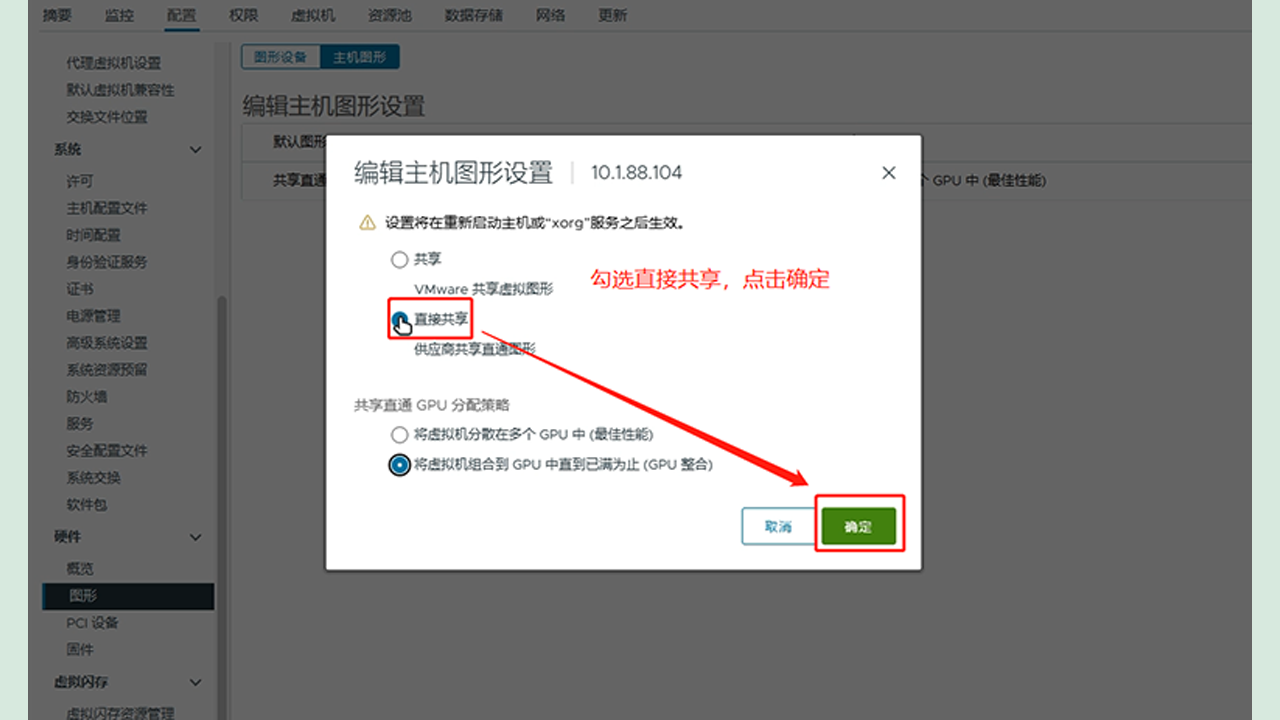 摘要 监控 配置 权限 虚拟机 资源池 数据存储 网络 更新
代理虚拟机设置
默认虚拟机兼容性
交换文件位置
系统
许可
主机配置文件
时间配置
身份验证服务
证书
电源管理
高级系统设置
系统资源预留
防火墙
服务
安全配置文件
系统交换
软件包
硬件
概览
图形
PCI 设备
固件
虚拟闪存
虚拟闪存资源管理
图形设备 主机图形
编辑主机图形设置
默认图形
共享直通
GPU 中 (最佳性能)
编辑主机图形设置 10.1.88.104
设置将在重新启动主机或"xorg"服务之后生效。
共享
VMware 共享虚拟图形
直接共享
供应商共享直通图形
勾选直接共享，点击确定
共享直通 GPU 分配策略
将虚拟机分散在多个 GPU 中 (最佳性能)
将虚拟机组合到 GPU 中直到已满为止 (GPU 整合)
取消 确定